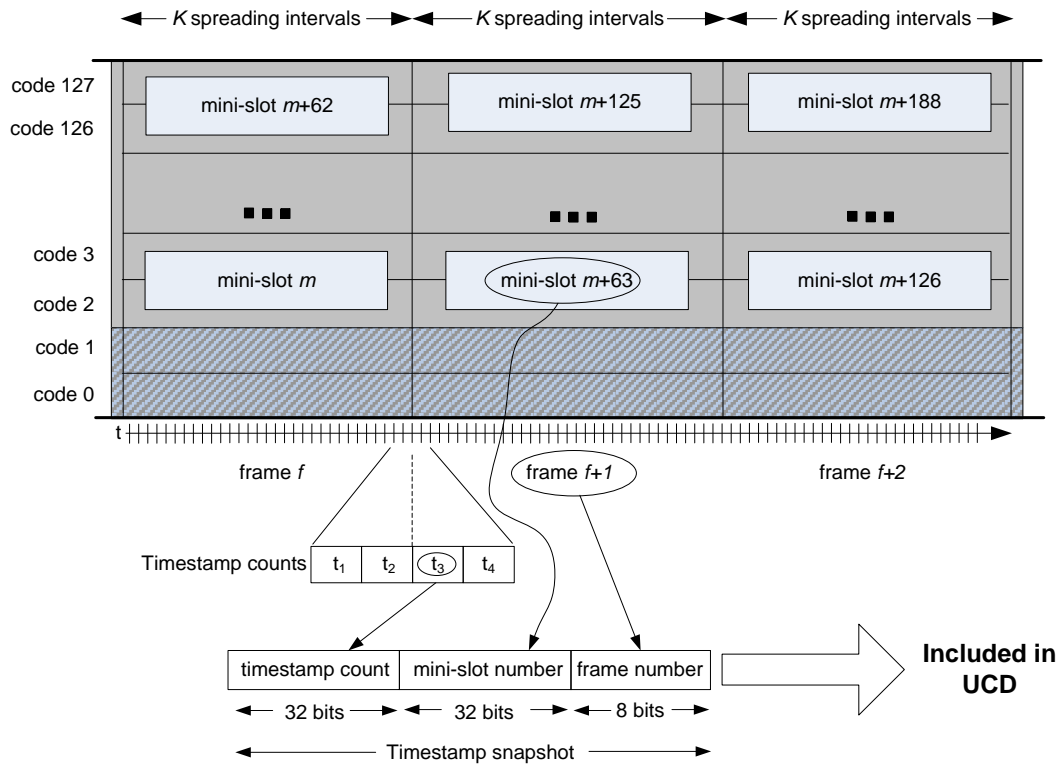 K spreading intervals K spreading intervals K spreading intervals
code 127
mini-slot m+62 mini-slot m+125 mini-slot m+188
code 126
code 3
mini-slot m mini-slot m+63 mini-slot m+126
code 2
code 1
code 0
t
frame f frame f+1 frame f+2
Timestamp counts t1 t2 t3 t4
timestamp count mini-slot number frame number
Included in
UCD
32 bits 32 bits 8 bits
Timestamp snapshot